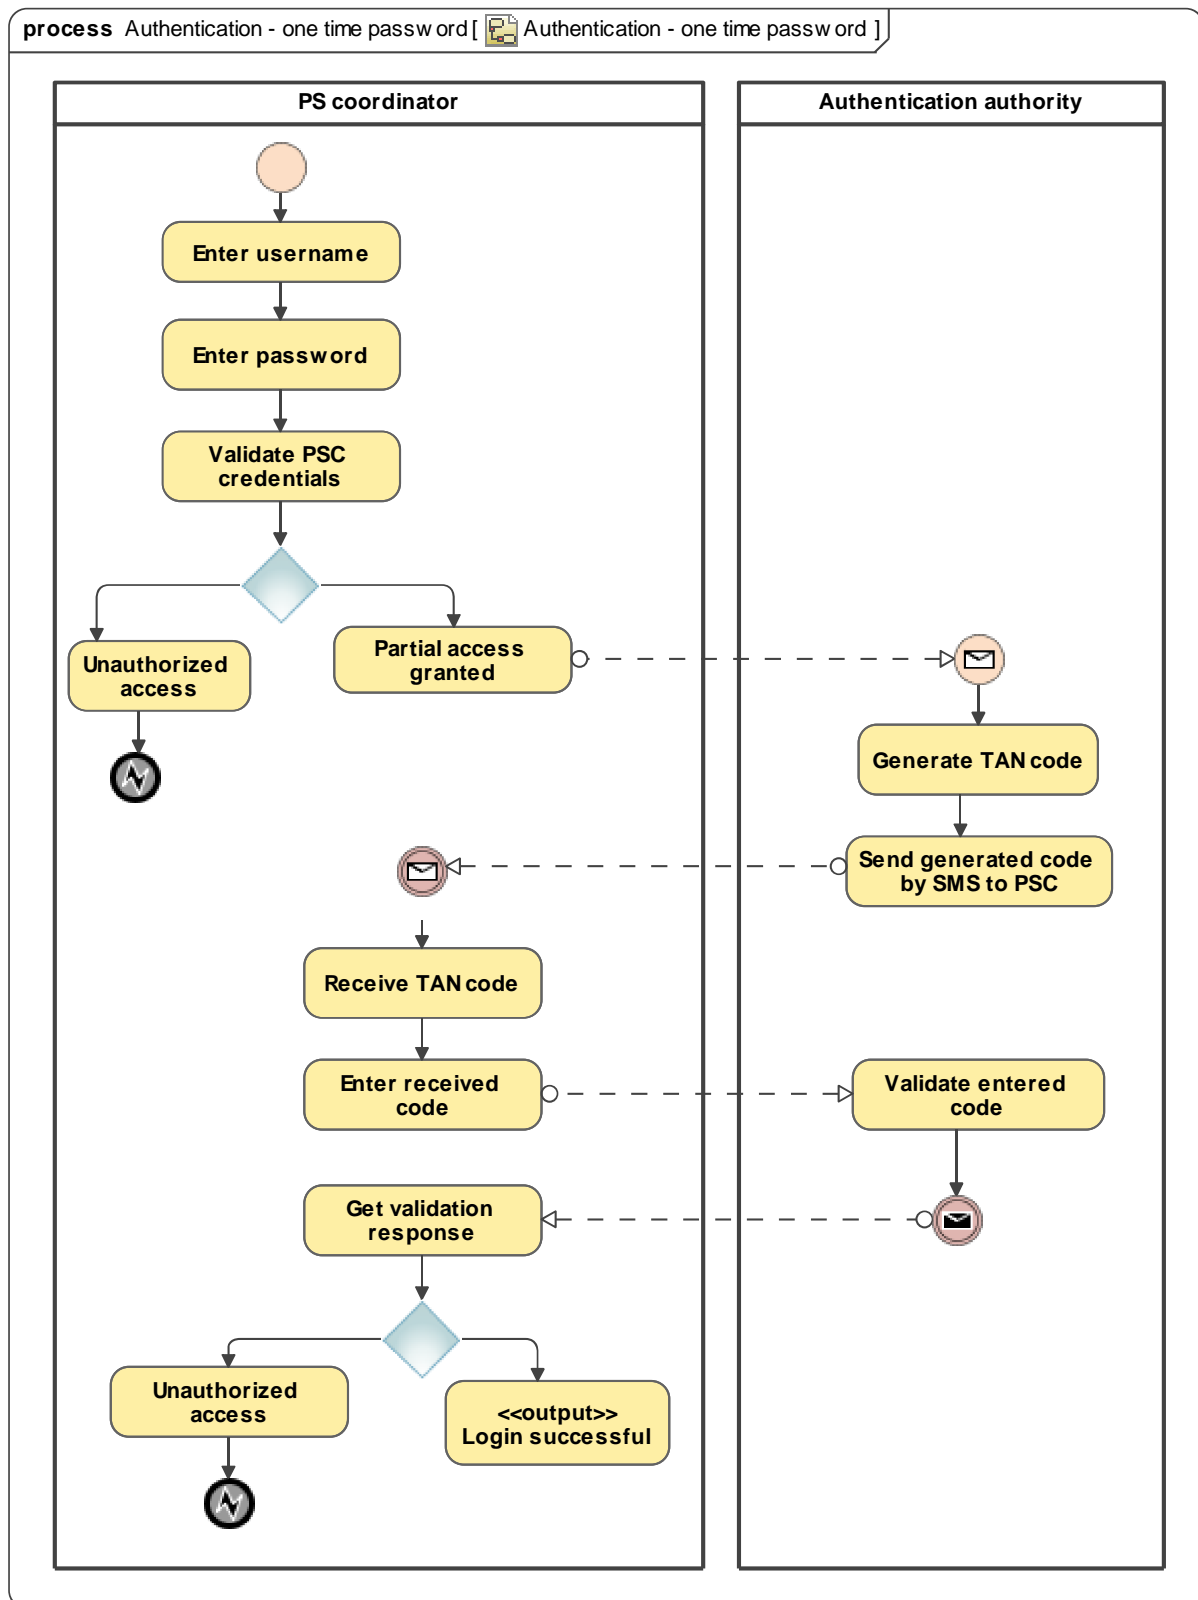 process Authentication - one time password [ Authentication - one time password ]
PS coordinator
Authentication authority
Enter username
Enter password
Validate PSC
credentials
Unauthorized
access
Partial access
granted
Generate TAN code
Send generated code
by SMS to PSC
Receive TAN code
Enter received
code
Validate entered
code
Get validation
response
Unauthorized
access
<<output>>
Login successful